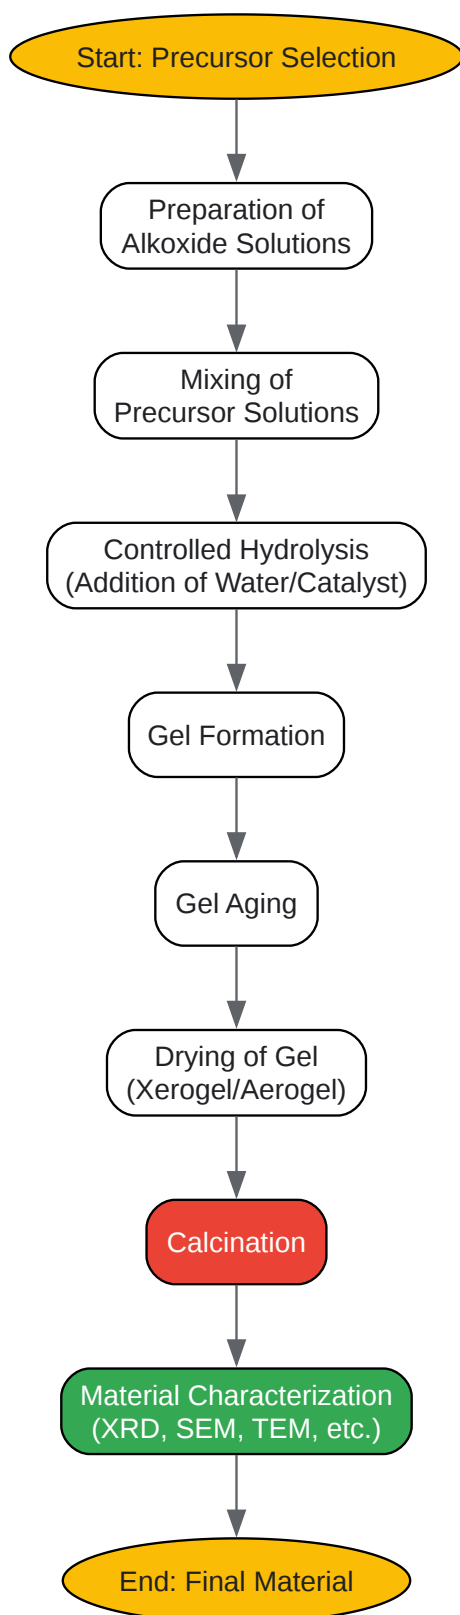 Start: Precursor Selection
Preparation of
Alkoxide Solutions
Mixing of
Precursor Solutions
Controlled Hydrolysis
(Addition of Water/Catalyst)
Gel Formation
Gel Aging
Drying of Gel
(Xerogel/Aerogel)
Calcination
Material Characterization
(XRD, SEM, TEM, etc.)
End: Final Material